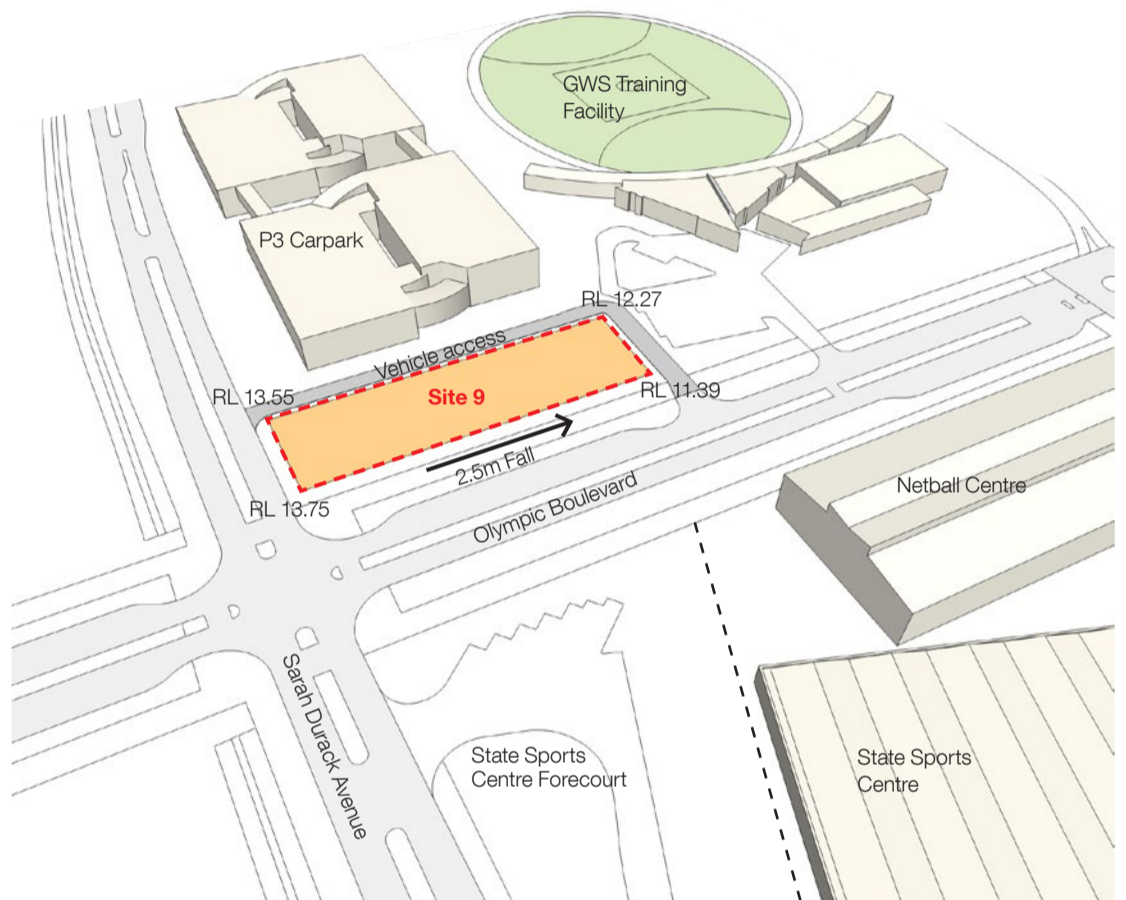 GWS Training
Facility
P3 Carpark
RL 12.27
Vehicle access
RL 13.55
Site 9
RL 11.39
2.5m Fall
RL 13.75
Netball Centre
Olympic Boulevard
Sarah Durack Avenue
State Sports
Centre Forecourt
State Sports
Centre